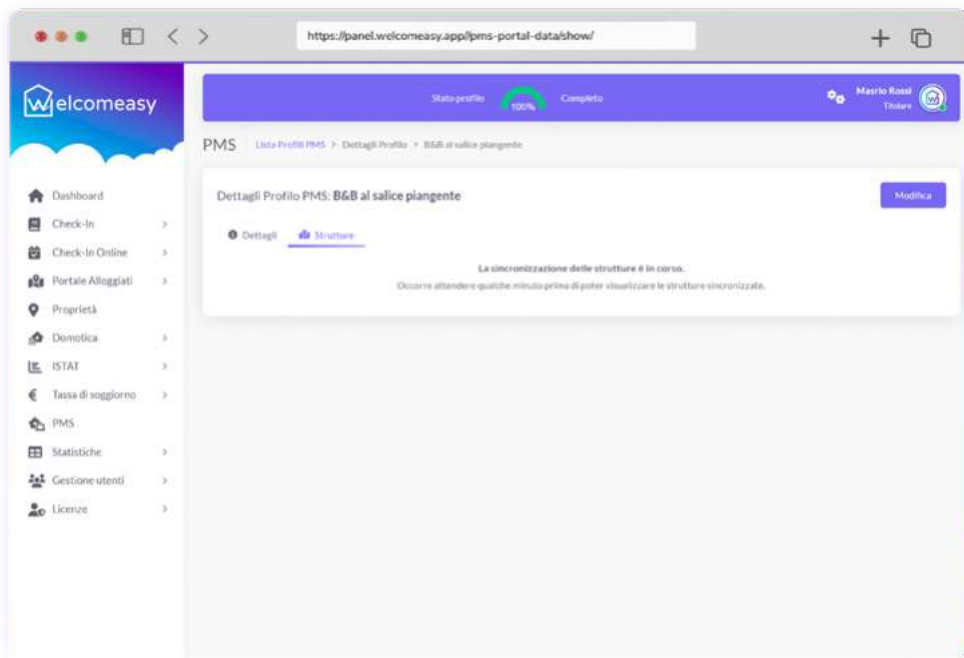 https://panel.welcomeasy.app/pms-portal-data/show/
Welcomeasy
Stato profilo 100% Completo
Masrio Rossi
Titolare
PMS Lista Profili PMS > Dettagli Profilo > B&B al salice piangente
Dettagli Profilo PMS: B&B al salice piangente
Modifica
Dettagli Strutture
La sincronizzazione delle strutture è in corso.
Occorre attendere qualche minuto prima di poter visualizzare le strutture sincronizzate.
Dashboard
Check-In
Check-In Online
Portale Alloggiati
Proprietà
Domotica
ISTAT
Tassa di soggiorno
PMS
Statistiche
Gestione utenti
Licenze